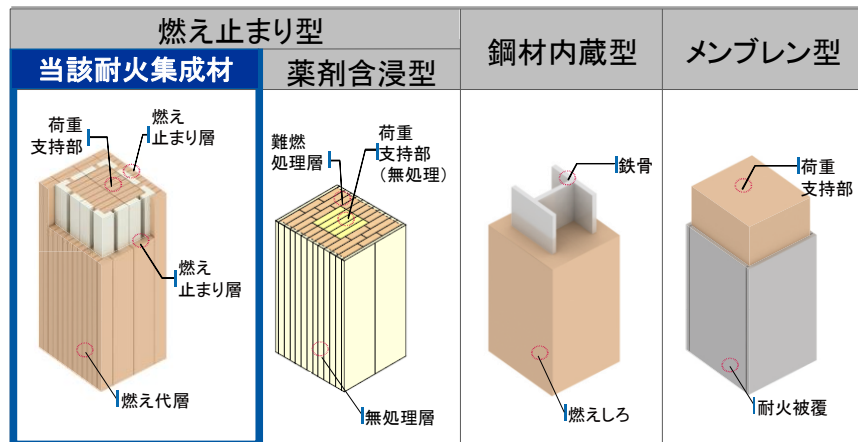 燃え止まり型
鋼材内蔵型
メンブレン型
当該耐火集成材
薬剤含浸型
荷重
支持部
燃え
止まり層
燃え
止まり層
燃え代層
難燃
処理層
荷重
支持部
(無処理)
無処理層
鉄骨
燃えしろ
荷重
支持部
耐火被覆